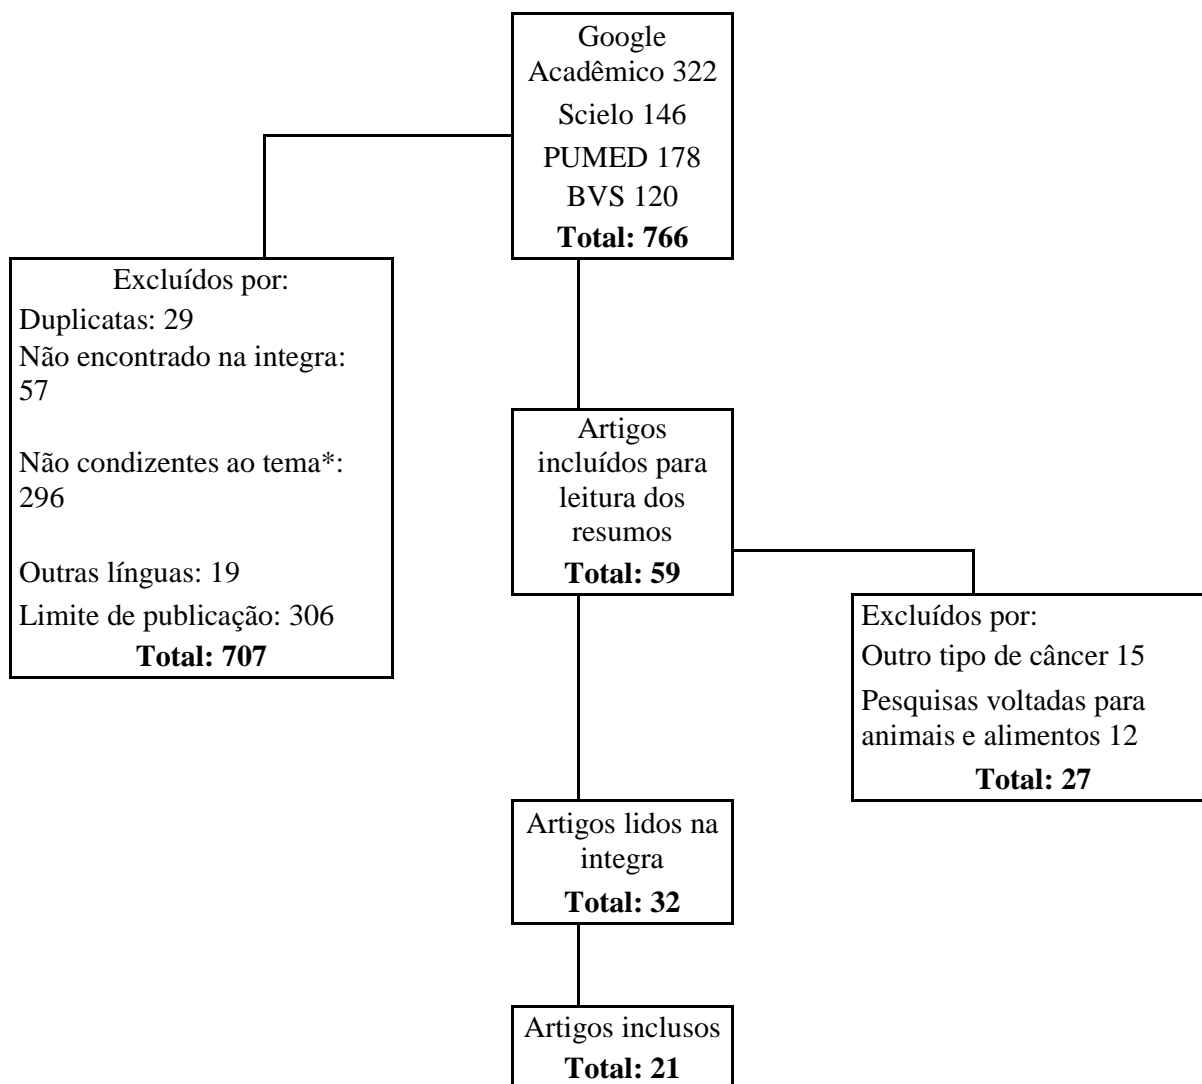 Google
Acadêmico 322
Scielo 146
PUMED 178
BVS 120
Total: 766
Excluídos por:
Duplicatas: 29
Não encontrado na integra:
57
Não condizentes ao tema*:
296
Outras línguas: 19
Limite de publicação: 306
Total: 707
Artigos
incluídos para
leitura dos
resumos
Total: 59
Excluídos por:
Outro tipo de câncer 15
Pesquisas voltadas para
animais e alimentos 12
Total: 27
Artigos lidos na
integra
Total: 32
Artigos inclusos
Total: 21